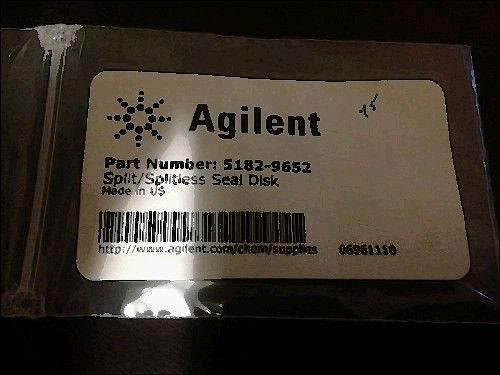 Agilent
Part Number: 5182-9652
Split/Splitless Seal Disk
Made in US
http://www.agilent.com/chem/supplies 06961110